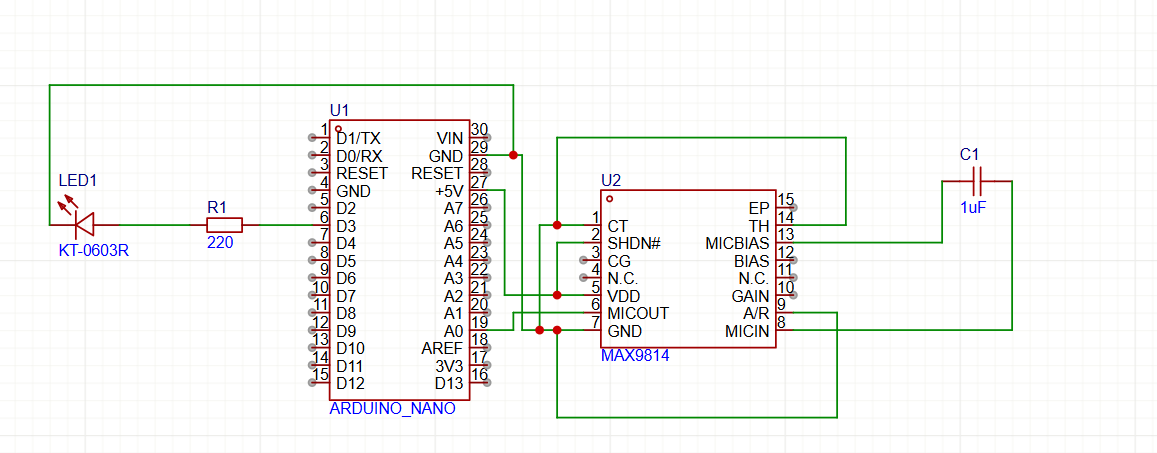 U1
1 D1/TX VIN 30
2 D0/RX GND 29
3 RESET RESET 28
4 GND +5V 27
5 D2 A7 26
6 D3 A6 25
7 D4 A5 24
8 D5 A4 23
9 D6 A3 22
10 D7 A2 21
11 D8 A1 20
12 D9 A0 19
13 D10 AREF 18
14 D11 3V3 17
15 D12 D13 16
ARDUINO_NANO
LED1
KT-0603R
R1
220
U2
EP 15
1 CT TH 14
2 SHDN# MICBIAS 13
3 CG BIAS 12
4 N.C. N.C. 11
5 VDD GAIN 10
6 MICOUT A/R 9
7 GND MICIN 8
MAX9814
C1
1uF